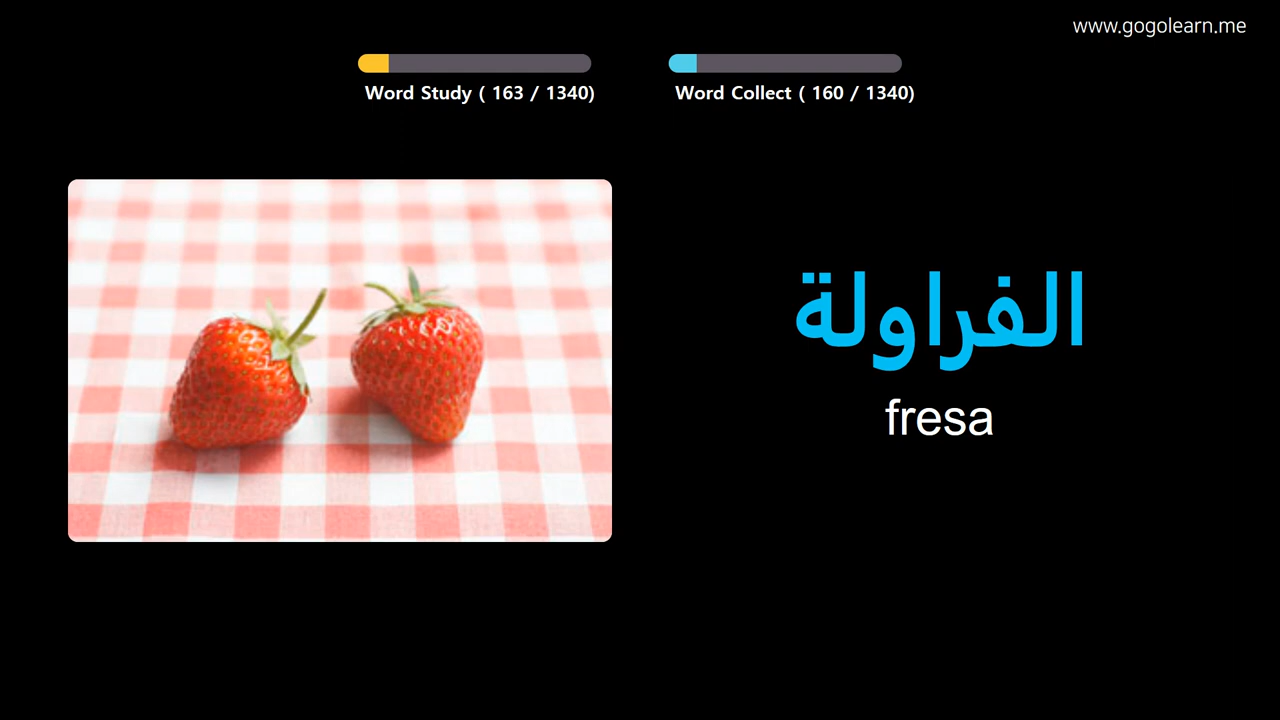 www.gogolearn.me
Word Study ( 163 / 1340)
Word Collect ( 160 / 1340)
الفراولة
fresa